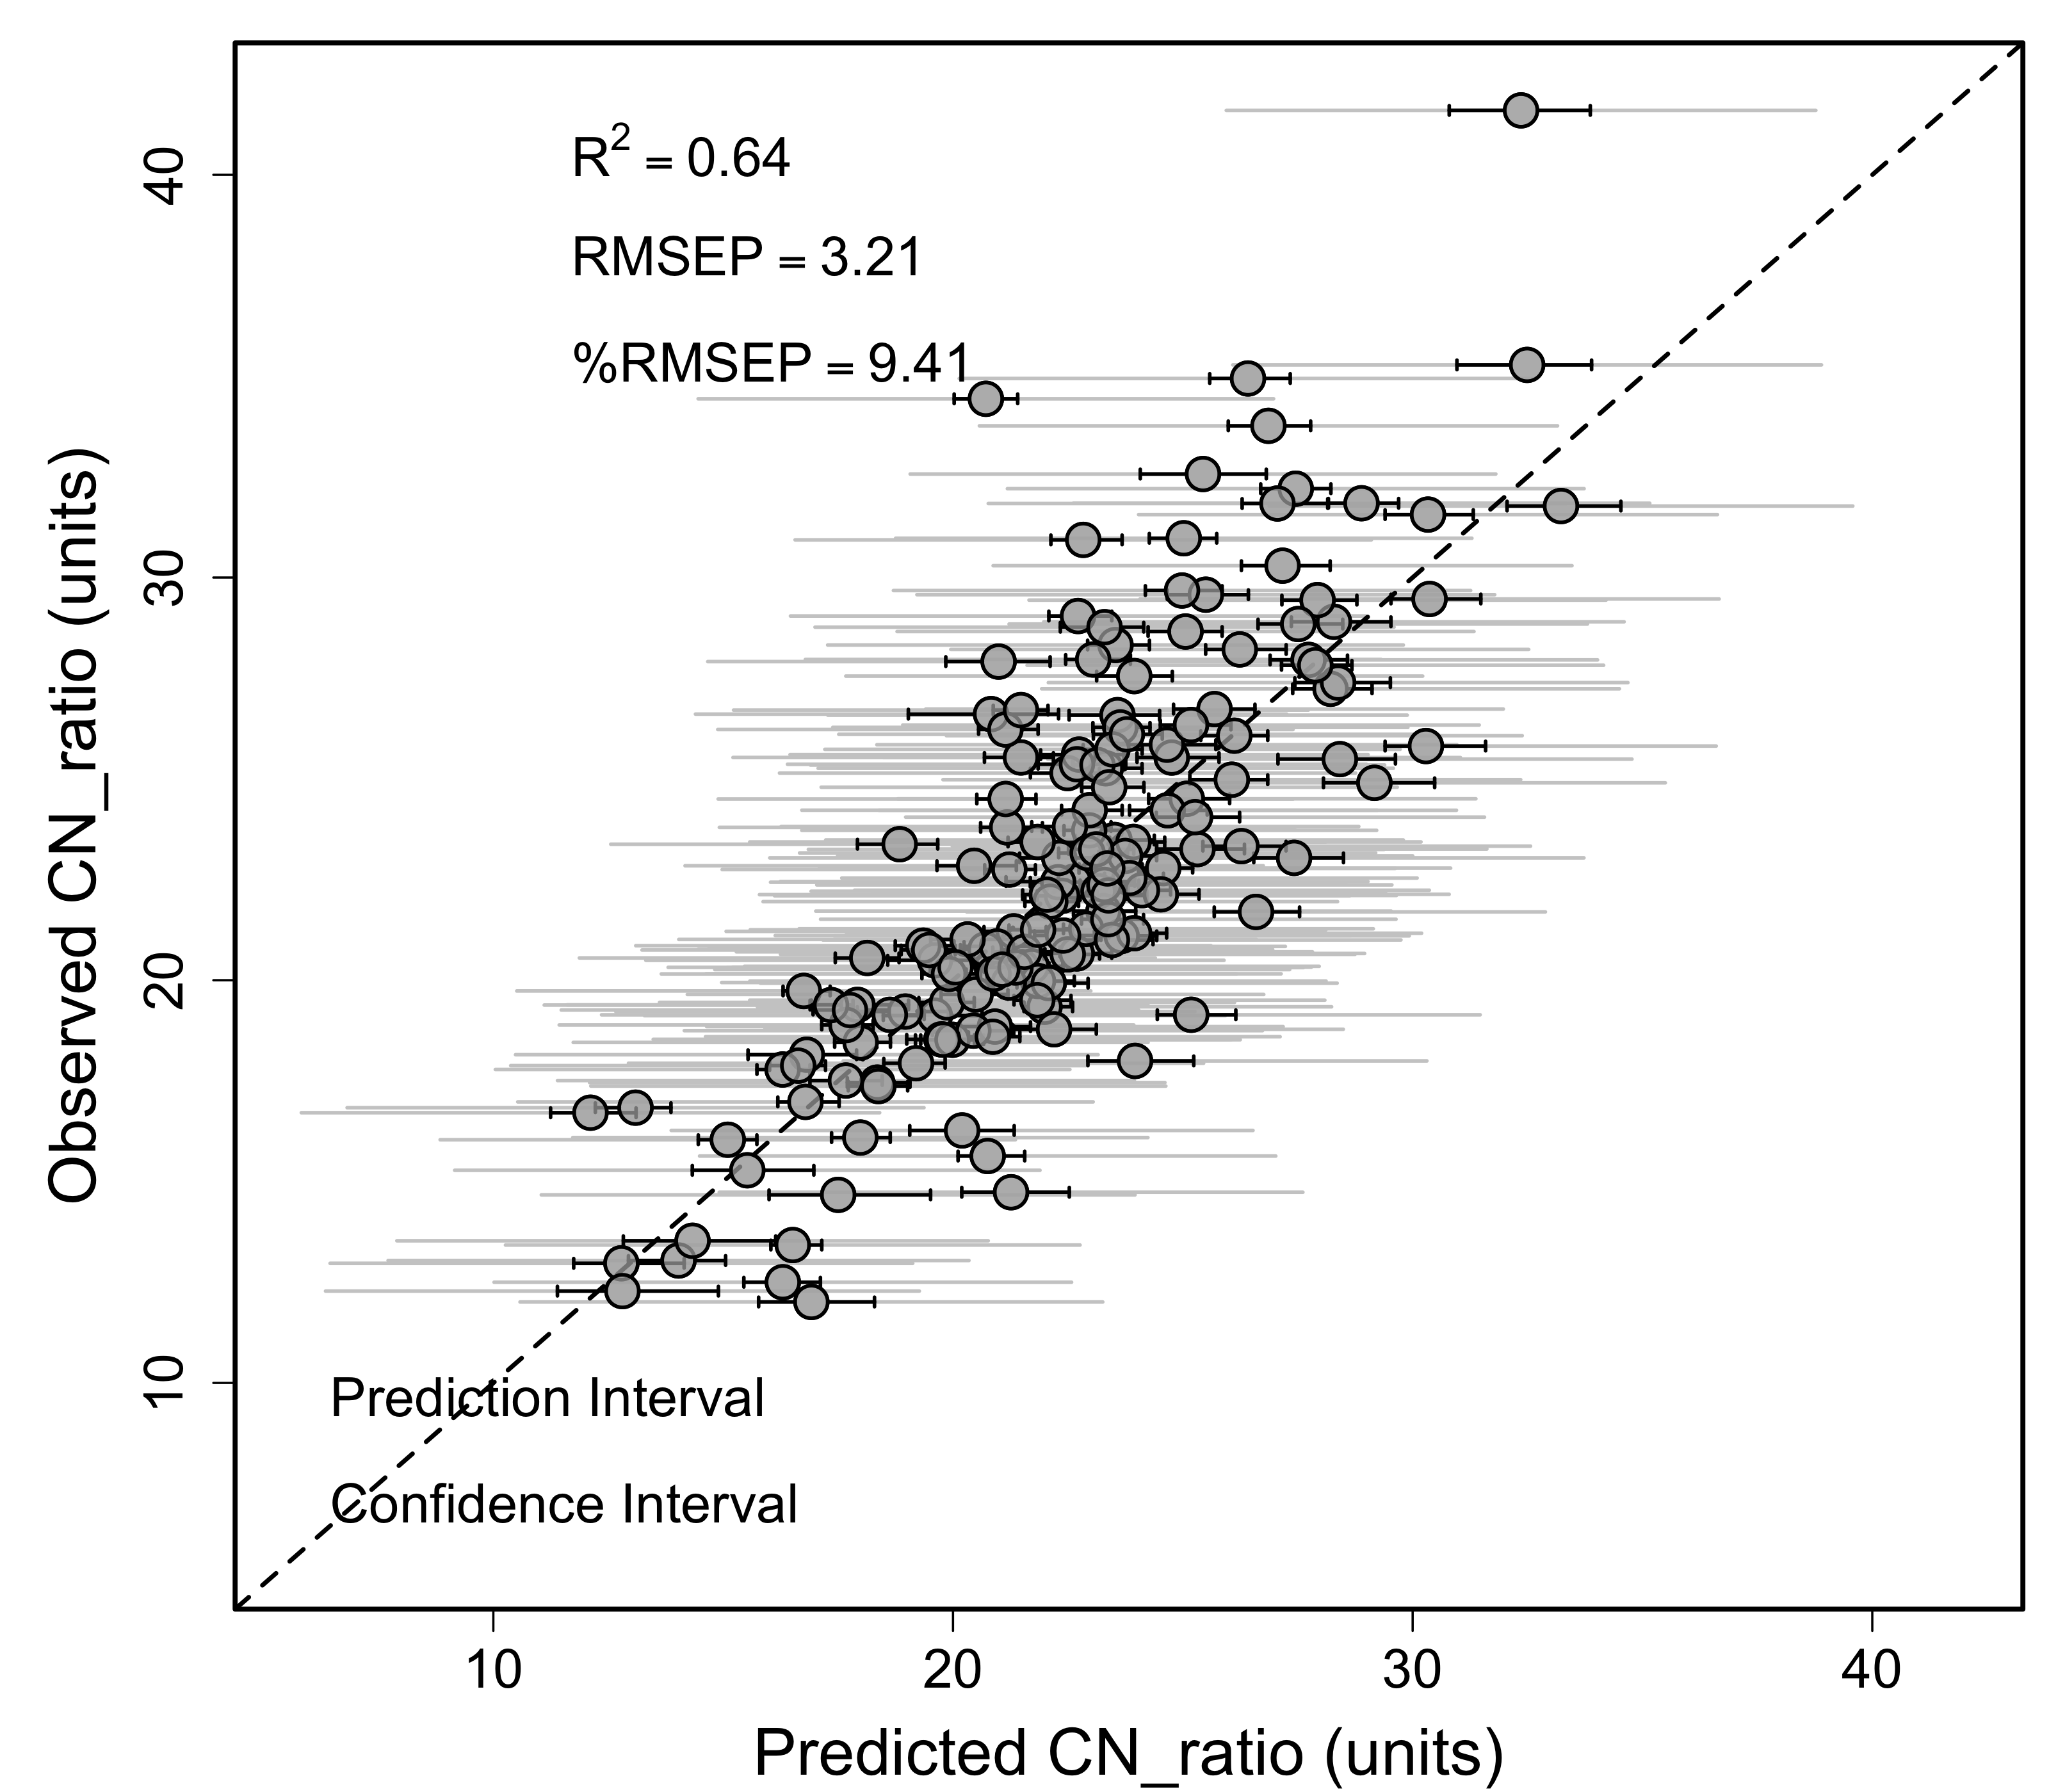 R² = 0.64
RMSEP = 3.21
%RMSEP = 9.41
Prediction Interval
Confidence Interval
Observed CN_ratio (units)
40
30
20
10
10 20 30 40
Predicted CN_ratio (units)